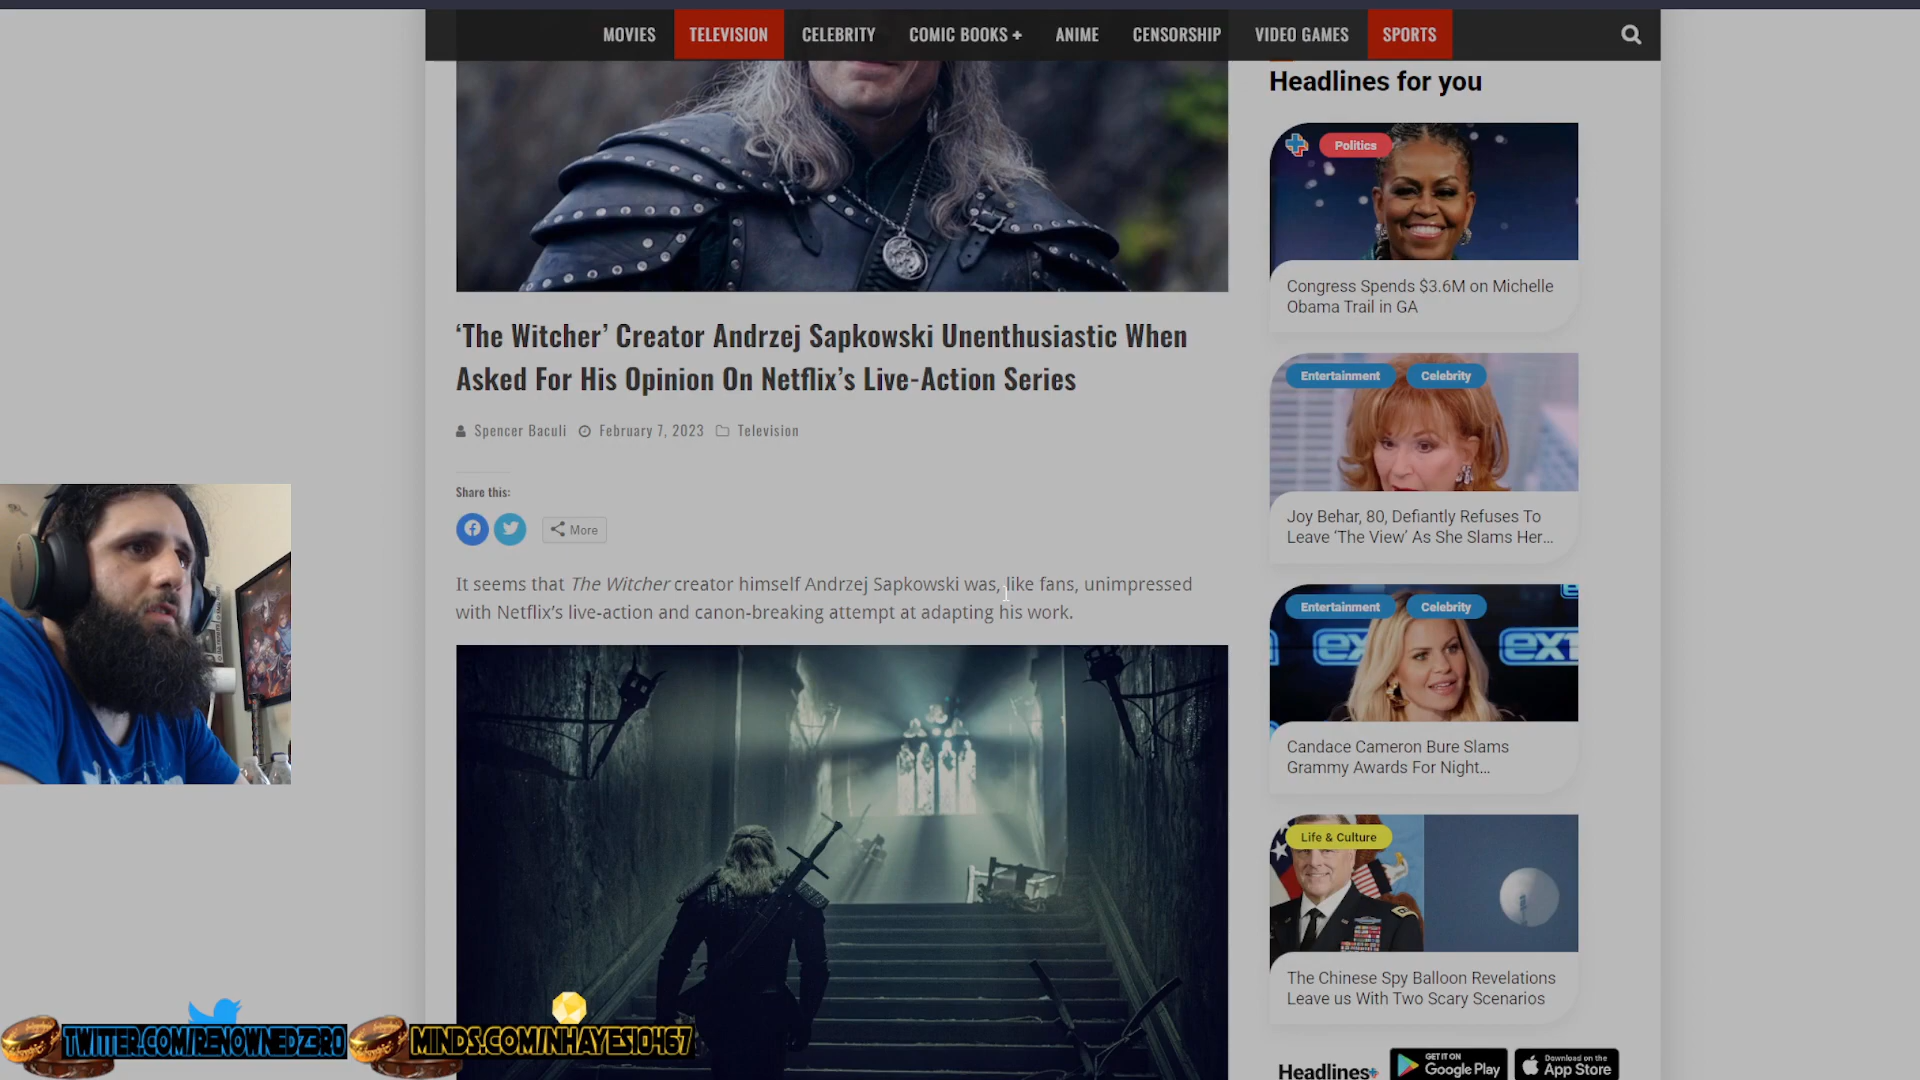 MOVIES TELEVISION CELEBRITY COMIC BOOKS + ANIME CENSORSHIP VIDEO GAMES SPORTS
Headlines for you
Politics
Congress Spends $3.6M on Michelle
Obama Trail in GA
‘The Witcher’ Creator Andrzej Sapkowski Unenthusiastic When
Asked For His Opinion On Netflix’s Live-Action Series
Spencer Baculi February 7, 2023 Television
Share this:
More
It seems that The Witcher creator himself Andrzej Sapkowski was, like fans, unimpressed
with Netflix’s live-action and canon-breaking attempt at adapting his work.
Entertainment Celebrity
Joy Behar, 80, Defiantly Refuses To
Leave ‘The View’ As She Slams Her...
Entertainment Celebrity
Candace Cameron Bure Slams
Grammy Awards For Night...
Life & Culture
The Chinese Spy Balloon Revelations
Leave us With Two Scary Scenarios
Headlines+
GET IT ON
Google Play
Download on the
App Store
TWITTER.COM/RENOWNEDZ3R0
MINDS.COM/NHAYES10467